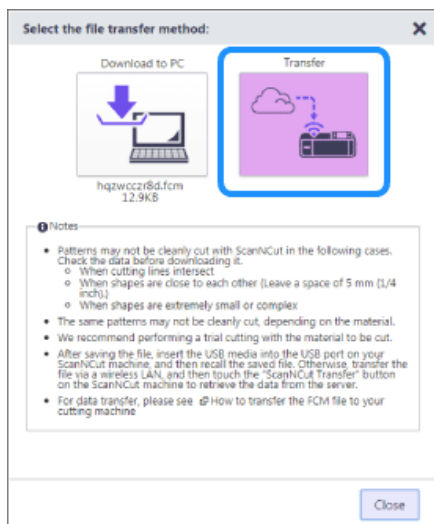 Select the file transfer method:
Download to PC
Transfer
hqzwcczr8d.fcm
12.9KB
Notes
Patterns may not be cleanly cut with ScanNCut in the following cases.
Check the data before downloading it.
When cutting lines intersect
When shapes are close to each other (Leave a space of 5 mm (1/4
inch).)
When shapes are extremely small or complex
The same patterns may not be cleanly cut, depending on the material.
We recommend performing a trial cutting with the material to be cut.
After saving the file, insert the USB media into the USB port on your
ScanNCut machine, and then recall the saved file. Otherwise, transfer the
file via a wireless LAN, and then touch the "ScanNCut Transfer" button
on the ScanNCut machine to retrieve the data from the server.
For data transfer, please see How to transfer the FCM file to your
cutting machine
Close